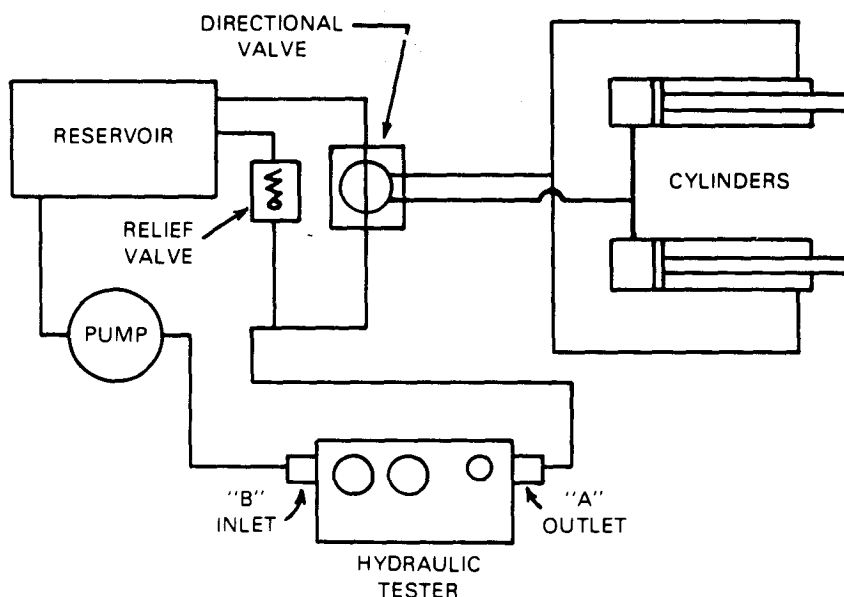 DIRECTIONAL
VALVE
RESERVOIR
RELIEF
VALVE
CYLINDERS
PUMP
"B"
INLET
"A"
OUTLET
HYDRAULIC
TESTER